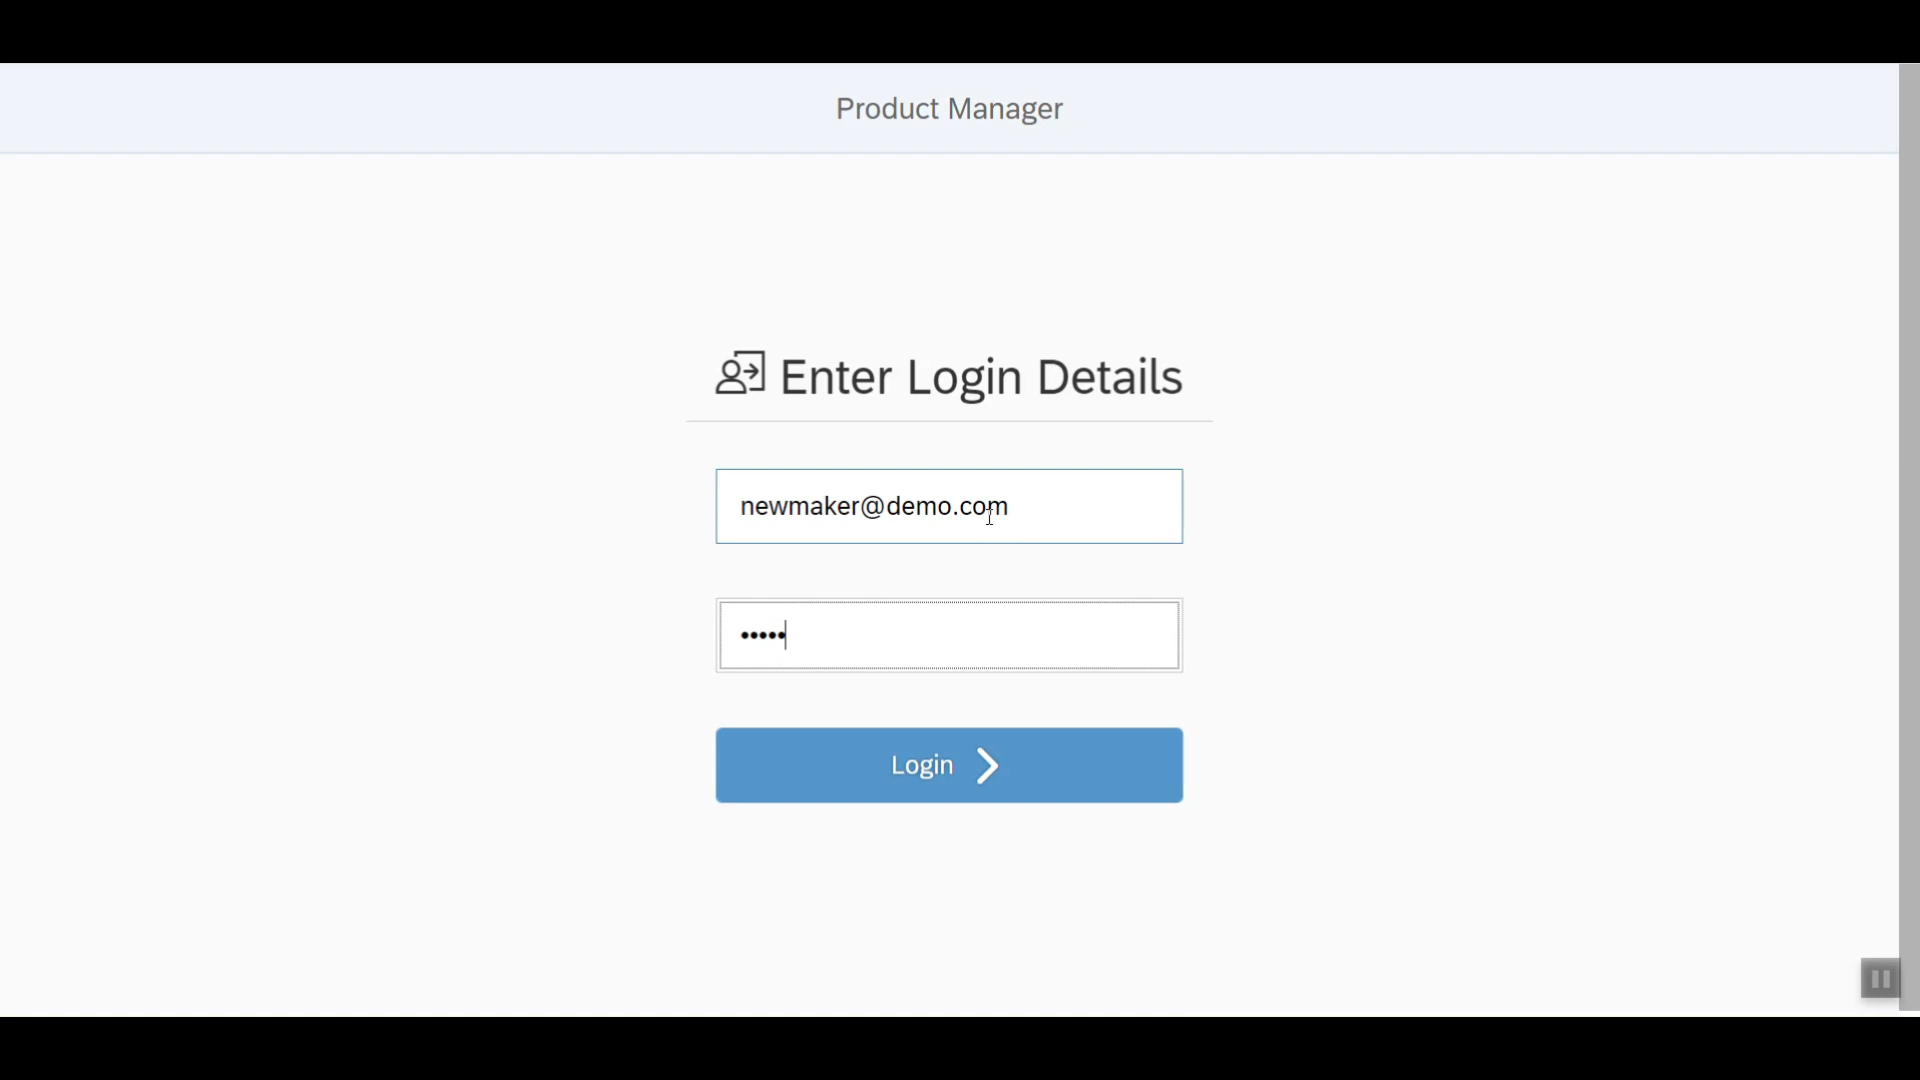 Product Manager
Enter Login Details
newmaker@demo.com
•••••
Login